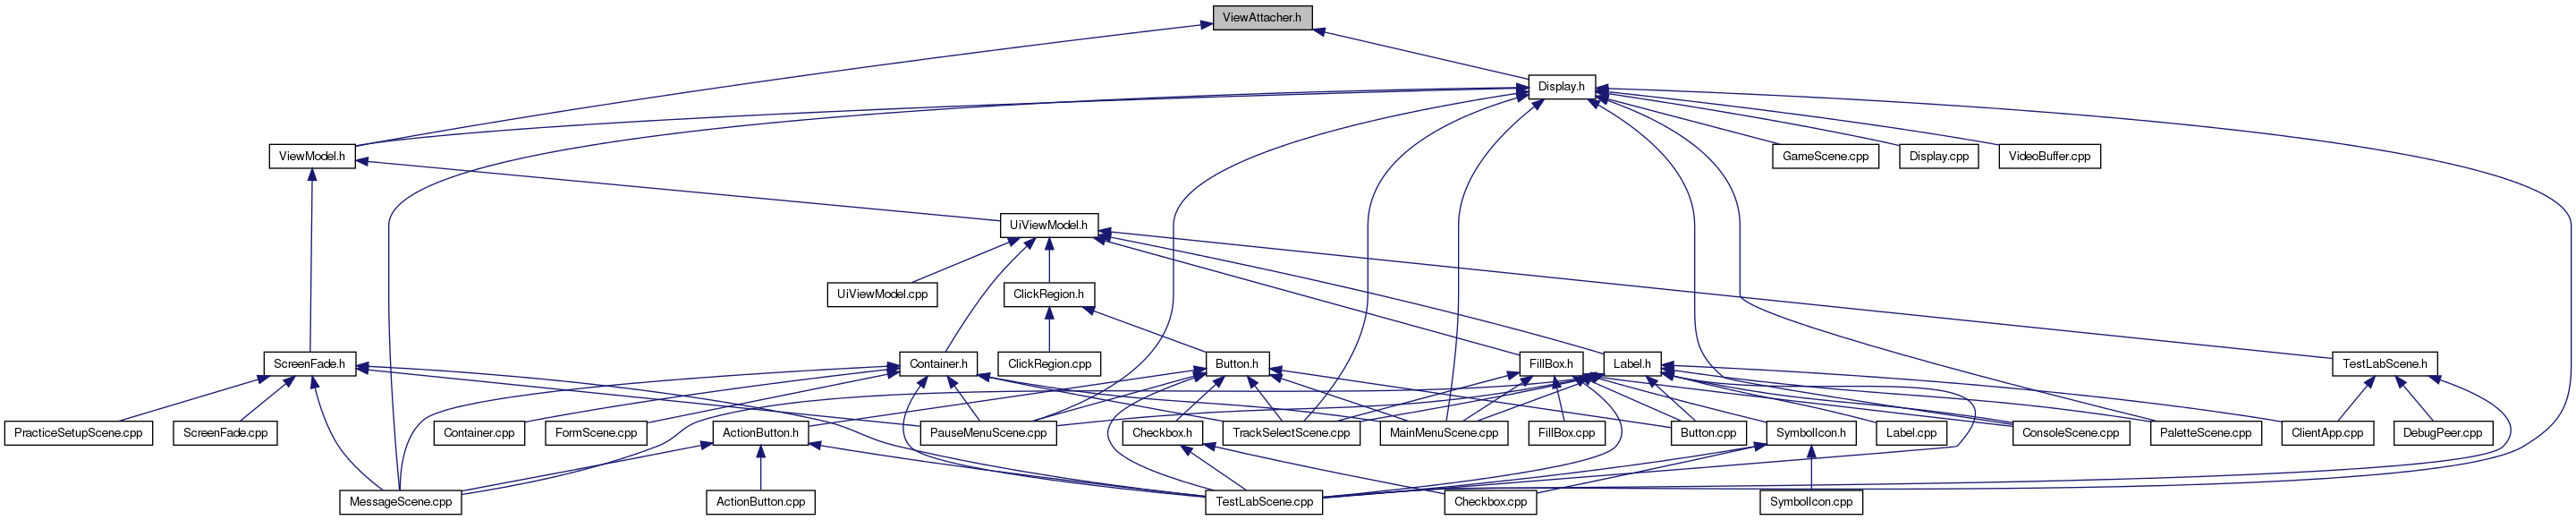 ViewAttacher.h
Display.h
ViewModel.h
GameScene.cpp
Display.cpp
VideoBuffer.cpp
UiViewModel.h
UiViewModel.cpp
ClickRegion.h
ScreenFade.h
Container.h
ClickRegion.cpp
Button.h
FillBox.h
Label.h
TestLabScene.h
PracticeSetupScene.cpp
ScreenFade.cpp
Container.cpp
FormScene.cpp
ActionButton.h
PauseMenuScene.cpp
Checkbox.h
TrackSelectScene.cpp
MainMenuScene.cpp
FillBox.cpp
Button.cpp
SymbolIcon.h
Label.cpp
ConsoleScene.cpp
PaletteScene.cpp
ClientApp.cpp
DebugPeer.cpp
MessageScene.cpp
ActionButton.cpp
TestLabScene.cpp
Checkbox.cpp
SymbolIcon.cpp